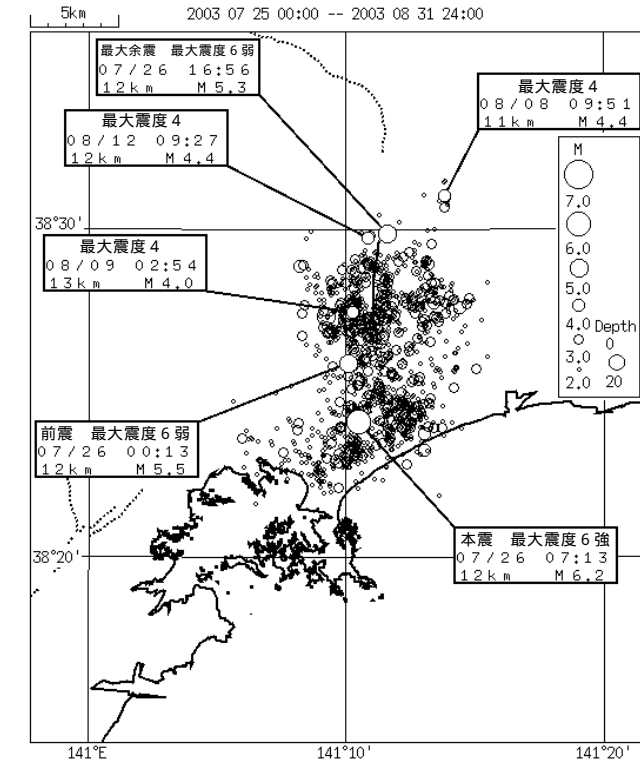 5km
2003 07 25 00:00 -- 2003 08 31 24:00
最大余震 最大震度6弱
07/26 16:56
12km M5.3
最大震度4
08/08 09:51
11km M4.4
最大震度4
08/12 09:27
12km M4.4
M
7.0
6.0
5.0
4.0
3.0
2.0
Depth
0
20
38°30'
最大震度4
08/09 02:54
13km M4.0
前震 最大震度6弱
07/26 00:13
12km M5.5
本震 最大震度6強
07/26 07:13
12km M6.2
38°20'
141°E
141°10'
141°20'